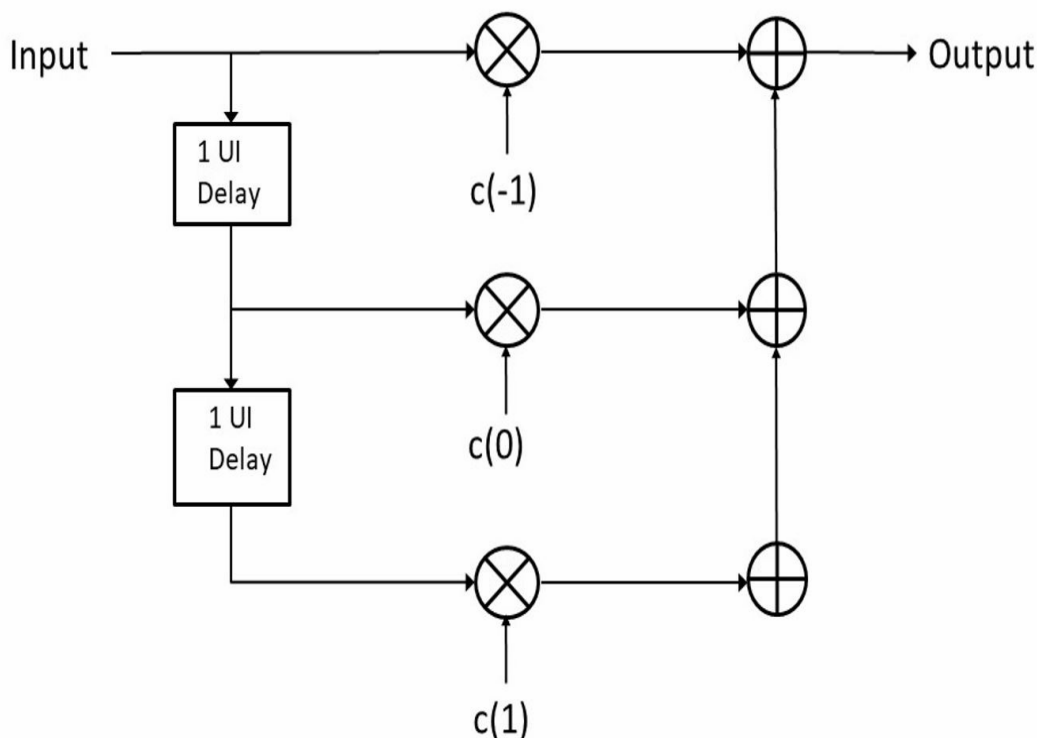 Input
Output
1 UI
Delay
c(-1)
c(0)
1 UI
Delay
c(1)